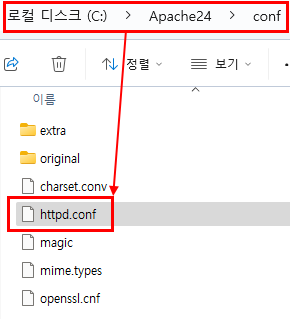 로컬 디스크 (C:) > Apache24 > conf
정렬 보기
이름
extra
original
charset.conv
httpd.conf
magic
mime.types
openssl.cnf